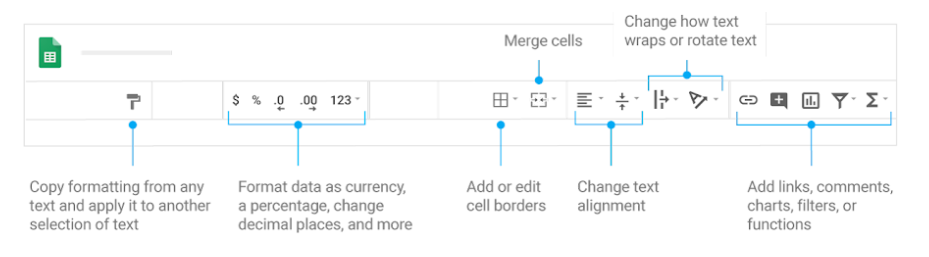 Change how text
wraps or rotate text
Merge cells
$ % .0 .00 123
Copy formatting from any
text and apply it to another
selection of text
Format data as currency,
a percentage, change
decimal places, and more
Add or edit
cell borders
Change text
alignment
Add links, comments,
charts, filters, or
functions